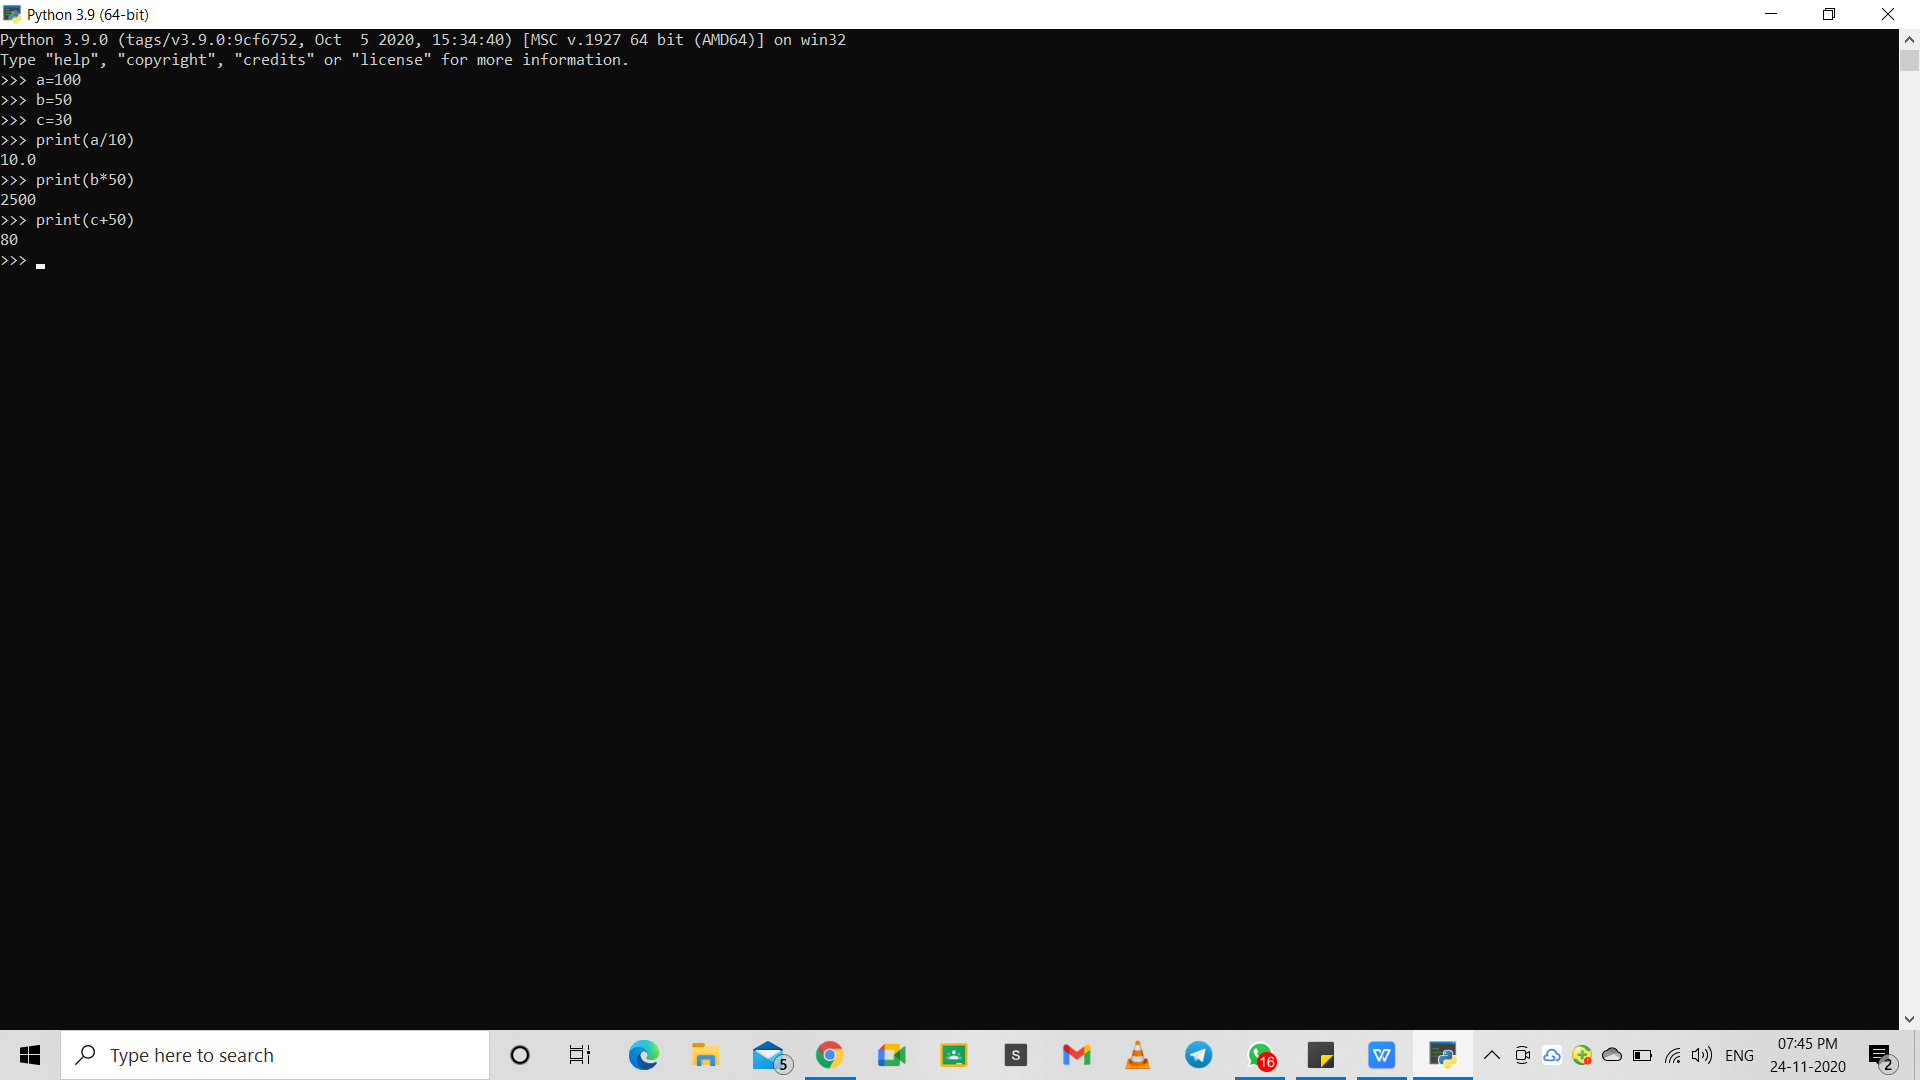 Python 3.9 (64-bit)
Python 3.9.0 (tags/v3.9.0:9cf6752, Oct  5 2020, 15:34:40) [MSC v.1927 64 bit (AMD64)] on win32
Type "help", "copyright", "credits" or "license" for more information.
>>> a=100
>>> b=50
>>> c=30
>>> print(a/10)
10.0
>>> print(b*50)
2500
>>> print(c+50)
80
>>>
Type here to search
5
S
16
W
ENG
07:45 PM
24-11-2020
2